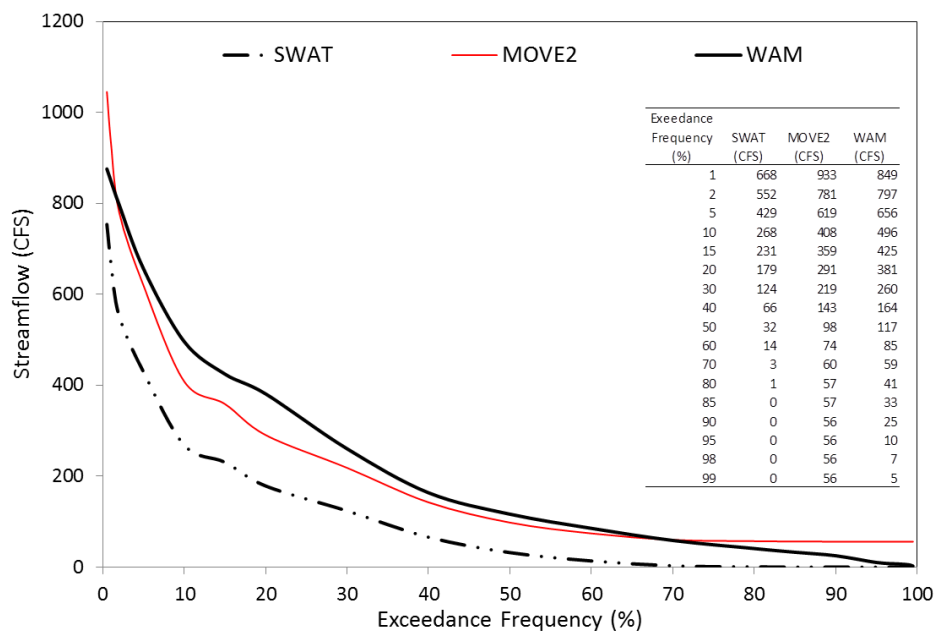 1200
SWAT MOVE2 WAM
1000
800
600
400
200
0
Streamflow (CFS)
Exeedance
Frequency SWAT MOVE2 WAM
(%) (CFS) (CFS) (CFS)
1 668 933 849
2 552 781 797
5 429 619 656
10 268 408 496
15 231 359 425
20 179 291 381
30 124 219 260
40 66 143 164
50 32 98 117
60 14 74 85
70 3 60 59
80 1 57 41
85 0 57 33
90 0 56 25
95 0 56 10
98 0 56 7
99 0 56 5
0 10 20 30 40 50 60 70 80 90 100
Exceedance Frequency (%)